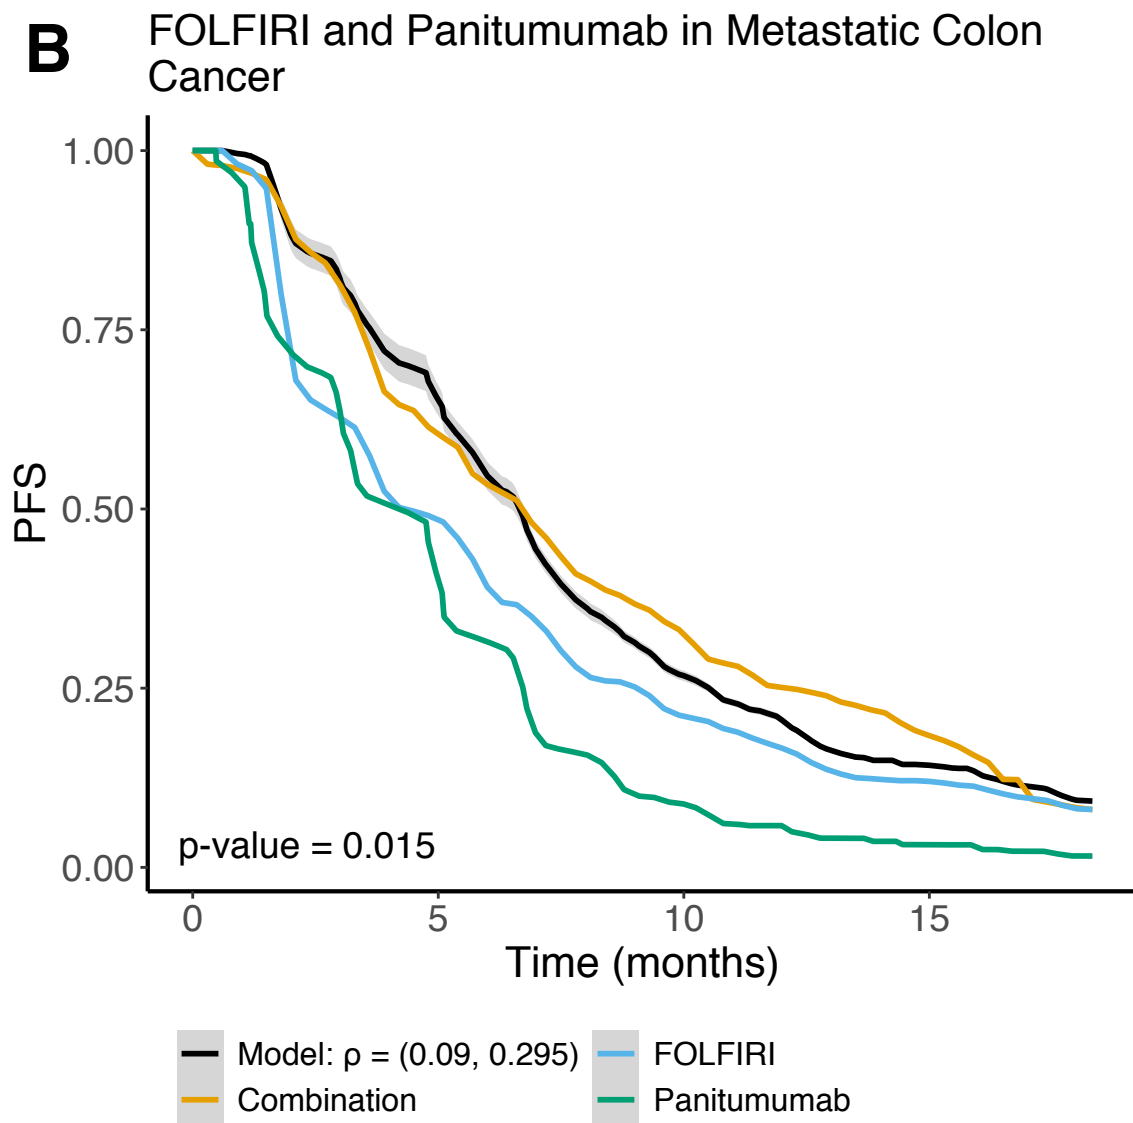 B
FOLFIRI and Panitumumab in Metastatic Colon
Cancer
1.00
0.75
0.50
0.25
0.00
PFS
p-value = 0.015
0 5 10 15
Time (months)
Model: ρ = (0.09, 0.295) FOLFIRI
Combination Panitumumab